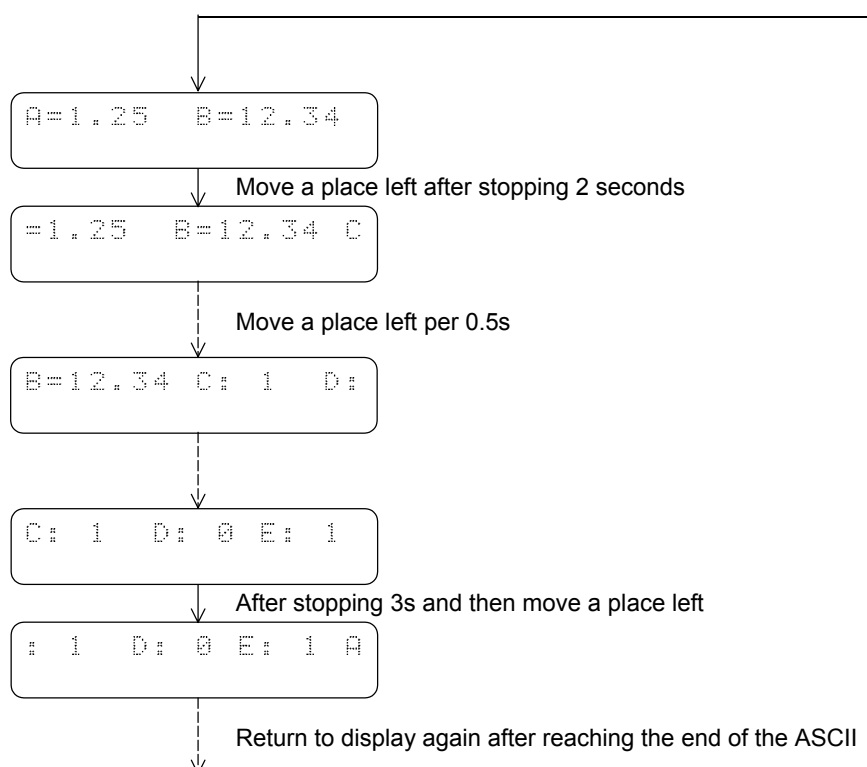 A=1.25 B=12.34
Move a place left after stopping 2 seconds
=1.25 B=12.34 C
Move a place left per 0.5s
B=12.34 C: 1 D:
C: 1 D: 0 E: 1
After stopping 3s and then move a place left
: 1 D: 0 E: 1 A
Return to display again after reaching the end of the ASCII